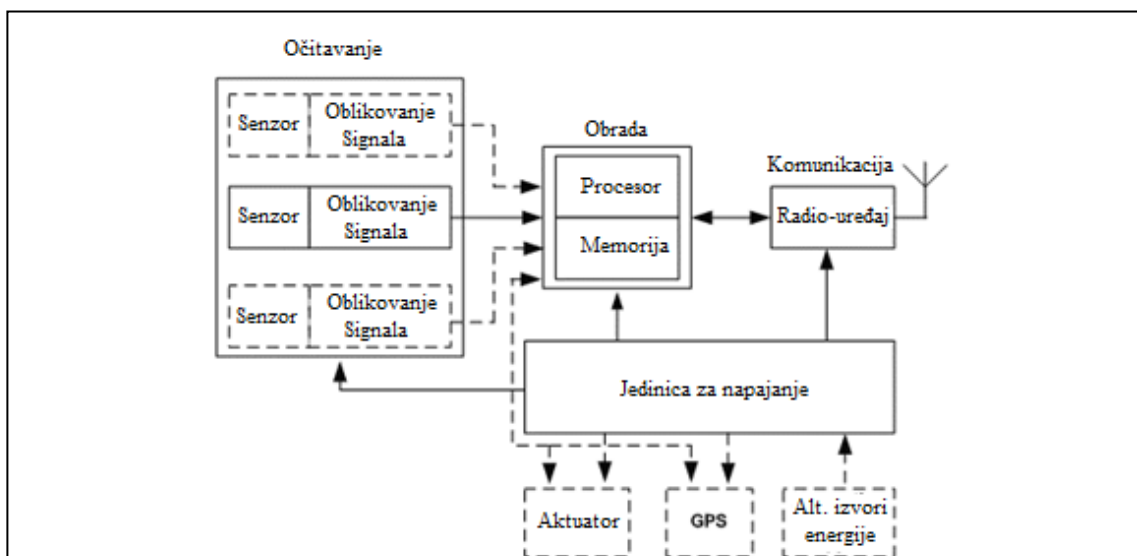 Očitavanje
Senzor
Oblikovanje
Signala
Senzor
Oblikovanje
Signala
Senzor
Oblikovanje
Signala
Obrada
Procesor
Memorija
Komunikacija
Radio-uređaj
Jedinica za napajanje
Aktuator
GPS
Alt. izvori
energije